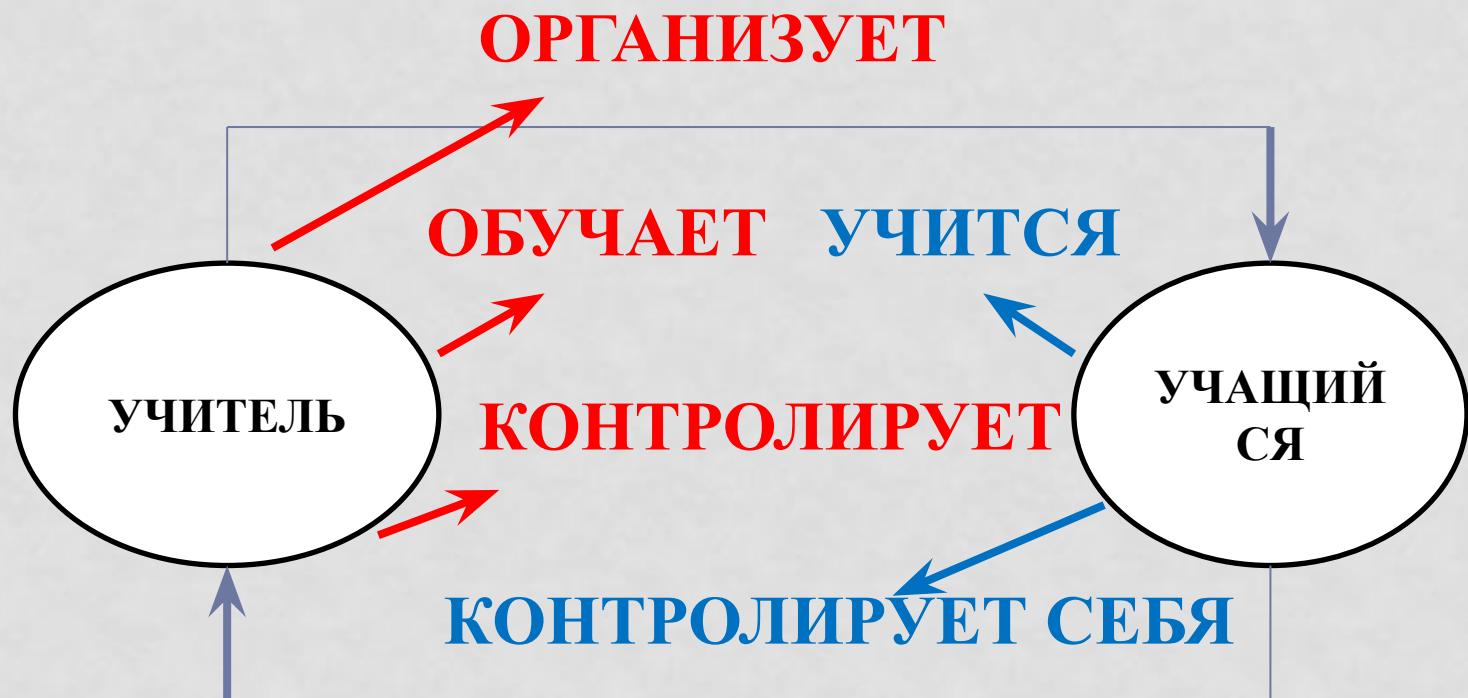 ОРГАНИЗУЕТ
ОБУЧАЕТ
УЧИТСЯ
УЧИТЕЛЬ
КОНТРОЛИРУЕТ
УЧАЩИЙ
СЯ
КОНТРОЛИРУЕТ СЕБЯ